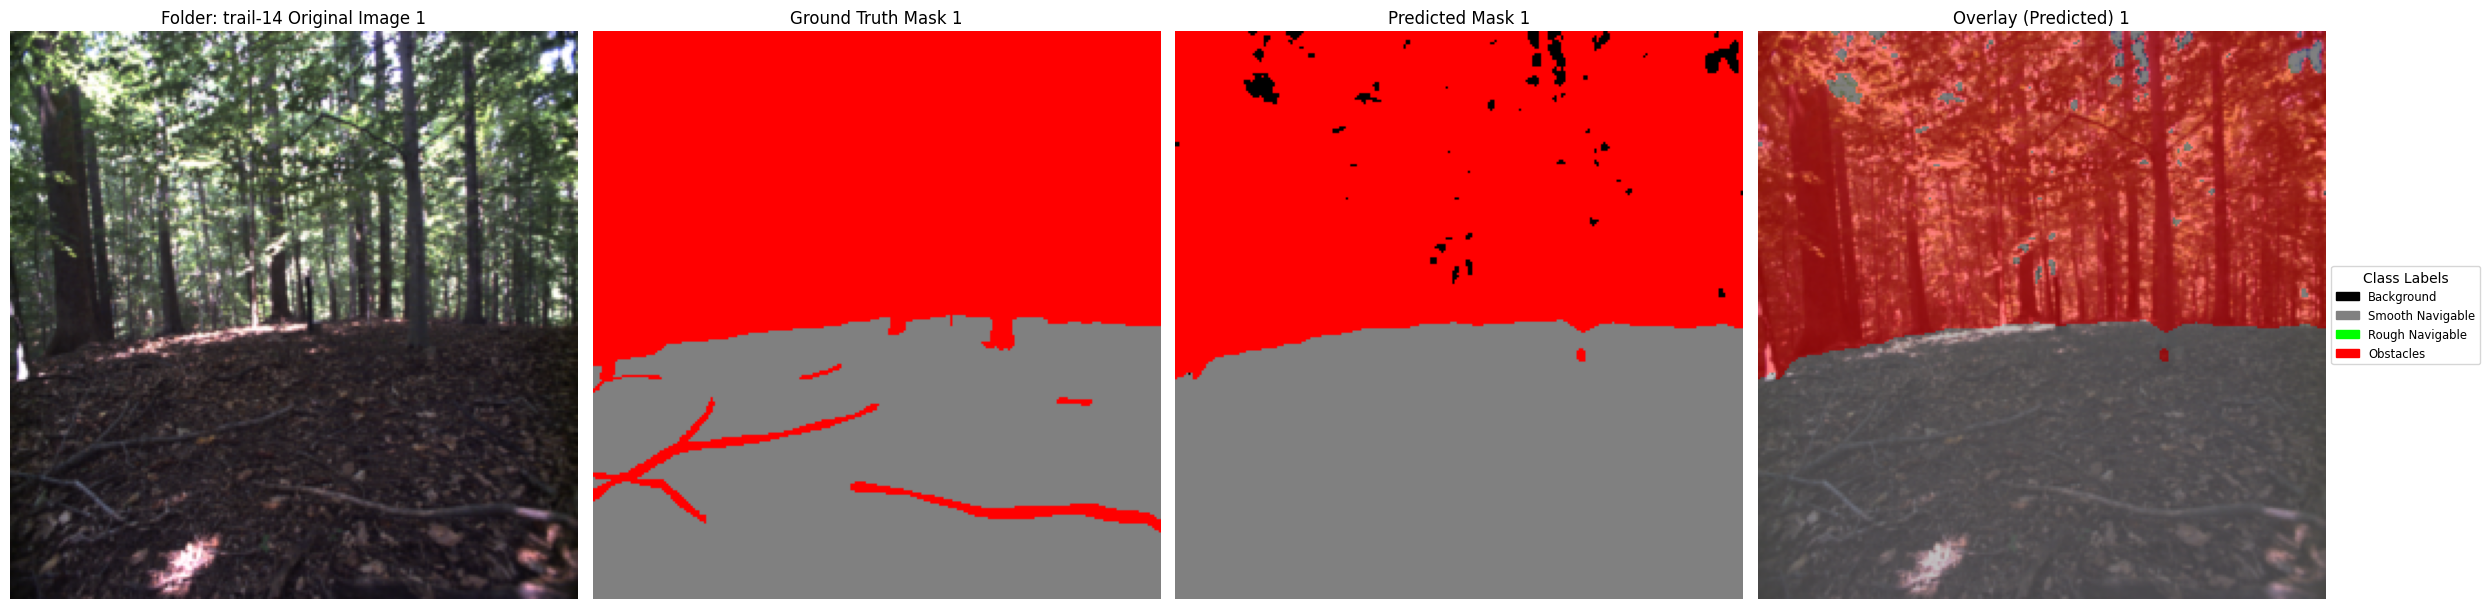 Folder: trail-14 Original Image 1
Ground Truth Mask 1
Predicted Mask 1
Overlay (Predicted) 1
Class Labels
Background
Smooth Navigable
Rough Navigable
Obstacles